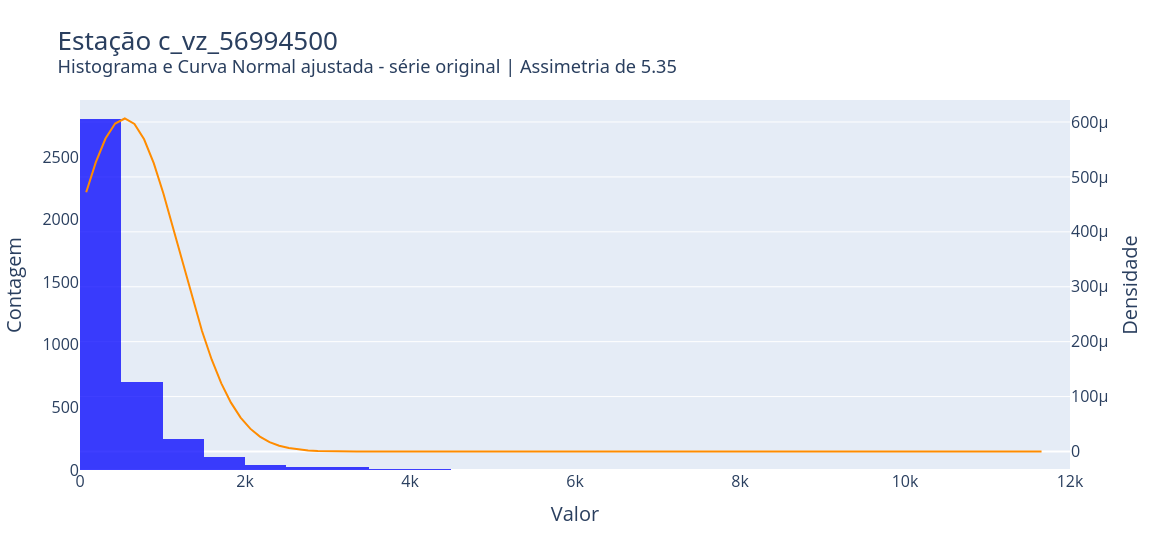 Estação c_vz_56994500
Histograma e Curva Normal ajustada - série original | Assimetria de 5.35
Contagem
2500
2000
1500
1000
500
0
0
2k
4k
6k
8k
10k
12k
Valor
600μ
500μ
400μ
300μ
200μ
100μ
0
Densidade